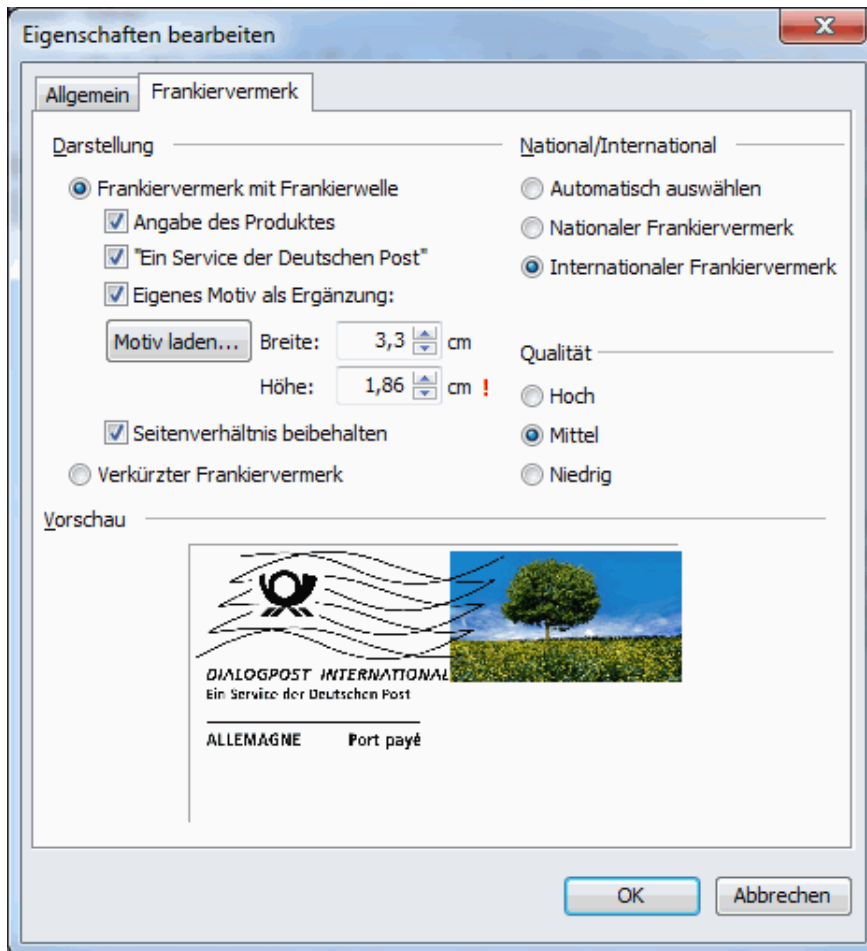 Eigenschaften bearbeiten
Allgemein
Frankiervermerk
Darstellung
Frankiervermerk mit Frankierwelle
Angabe des Produktes
"Ein Service der Deutschen Post"
Eigenes Motiv als Ergänzung:
Motiv laden... Breite: 3,3 cm
Höhe: 1,86 cm !
Seitenverhältnis beibehalten
Verkürzter Frankiervermerk
National/International
Automatisch auswählen
Nationaler Frankiervermerk
Internationaler Frankiervermerk
Qualität
Hoch
Mittel
Niedrig
Vorschau
DIALOGPOST INTERNATIONAL
Ein Service der Deutschen Post
ALLEMAGNE Port payé
OK Abbrechen